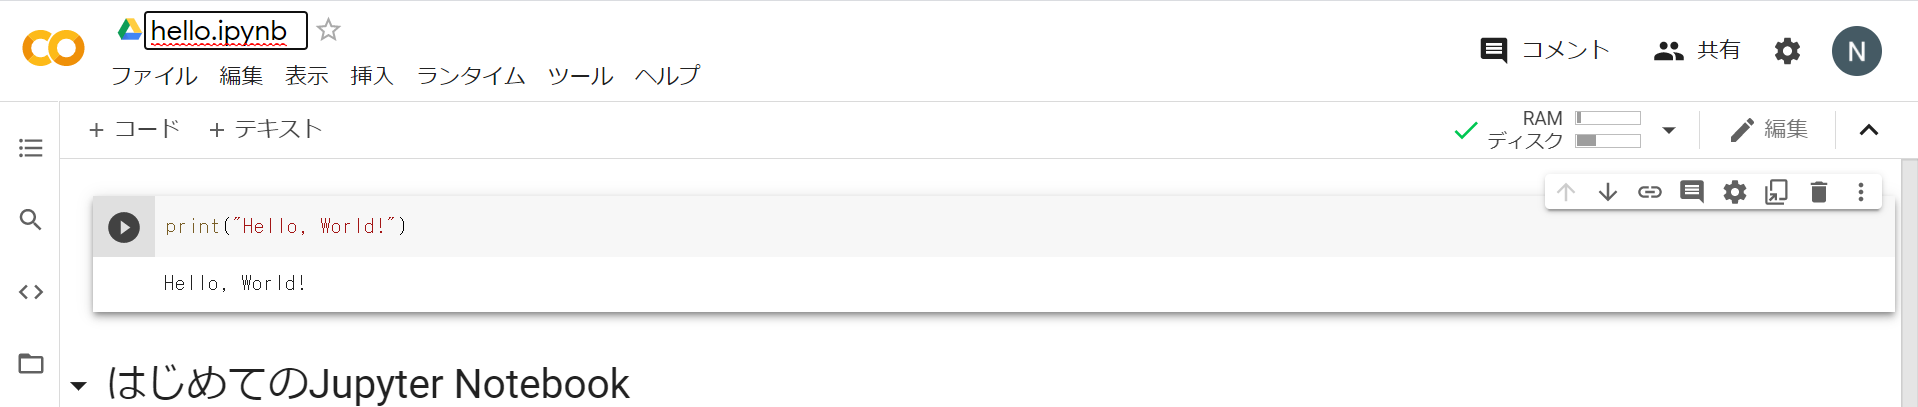 hello.ipynb
コメント 共有 N
ファイル 編集 表示 挿入 ランタイム ツール ヘルプ
+ コード + テキスト
RAM
ディスク
編集
print("Hello, World!")
Hello, World!
はじめてのJupyter Notebook